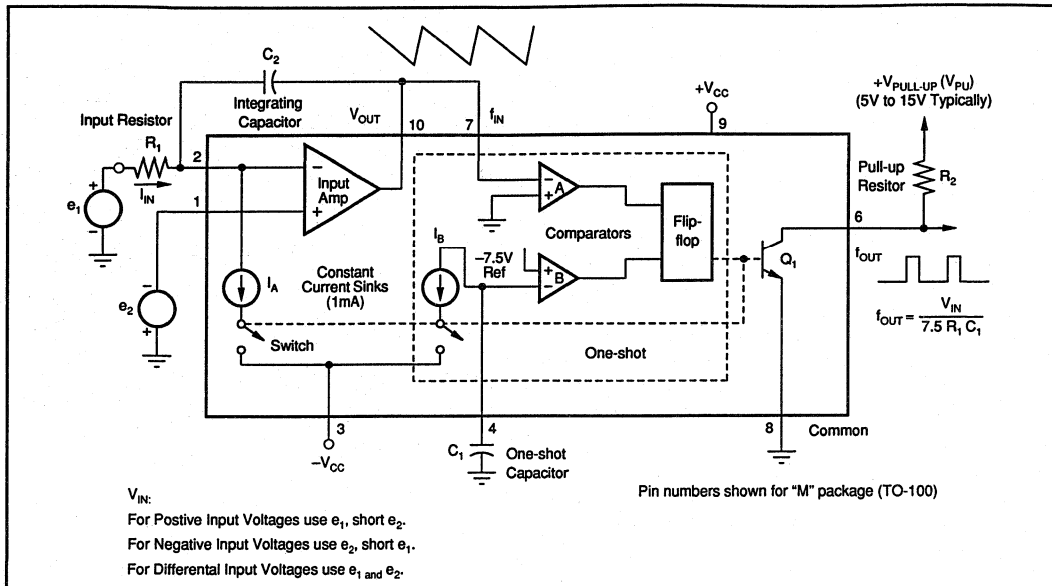 C2
Integrating
Capacitor
VOUT
10
7
fIN
+VCC
9
+VPULL-UP (VPU)
(5V to 15V Typically)
Input Resistor
R1
2
IIN
e1
+
−
1
−
+
Input
Amp
−
+
A
Comparators
Flip-
flop
Pull-up
Resitor
R2
6
fOUT
Q1
IB
−7.5V
Ref
+
−
B
IA
Constant
Current Sinks
(1mA)
e2
−
+
Switch
One-shot
fOUT = VIN
7.5 R1 C1
3
−VCC
4
C1
One-shot
Capacitor
8
Common
VIN:
For Postive Input Voltages use e1, short e2.
For Negative Input Voltages use e2, short e1.
For Differential Input Voltages use e1 and e2.
Pin numbers shown for "M" package (TO-100)